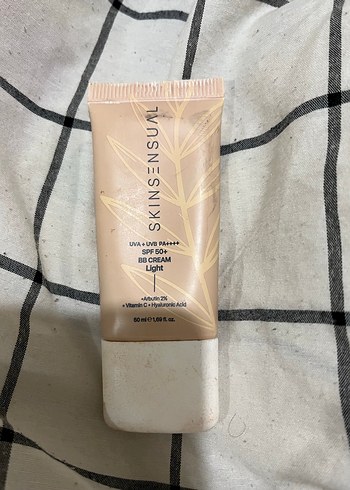 SKINSENSUAL
UVA + UVB PA++++
SPF 50+
BB CREAM
Light
+Arbutin 2%
+ Vitamin C + Hyaluronic Acid
50 ml ℮ 1.69 fl. oz.